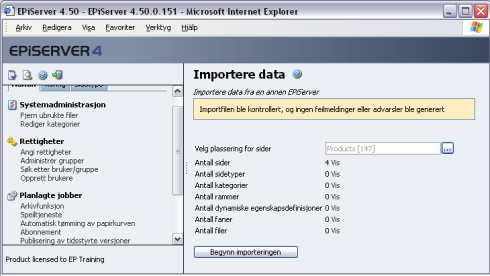 EPiServer 4.50 - EPiServer 4.50.0.151 - Microsoft Internet Explorer
Arkiv Redigera Visa Favoriter Verktyg Hjälp
EPiSERVER 4
Admin Konfig Sidetype
Systemadministrasjon
Fjern ubrukte filer
Rediger kategorier
Rettigheter
Angi rettigheter
Administrer grupper
Søk etter bruker/gruppe
Opprett brukere
Planlagte jobber
Arkivfunksjon
Speiltjeneste
Automatisk tømming av papirkurven
Abonnement
Publisering av tidsstyrte versjoner
Product licensed to EP Training
Importere data
Importere data fra en annen EPiServer
Importfilen ble kontrollert, og ingen feilmeldinger eller advarsler ble generert
Velg plassering for sider Products [147] ...
Antall sider 4 Vis
Antall sidetyper 0 Vis
Antall kategorier 0 Vis
Antall rammer 0 Vis
Antall dynamiske egenskapsdefinisjoner 0 Vis
Antall faner 0 Vis
Antall filer 0 Vis
Begynn importeringen